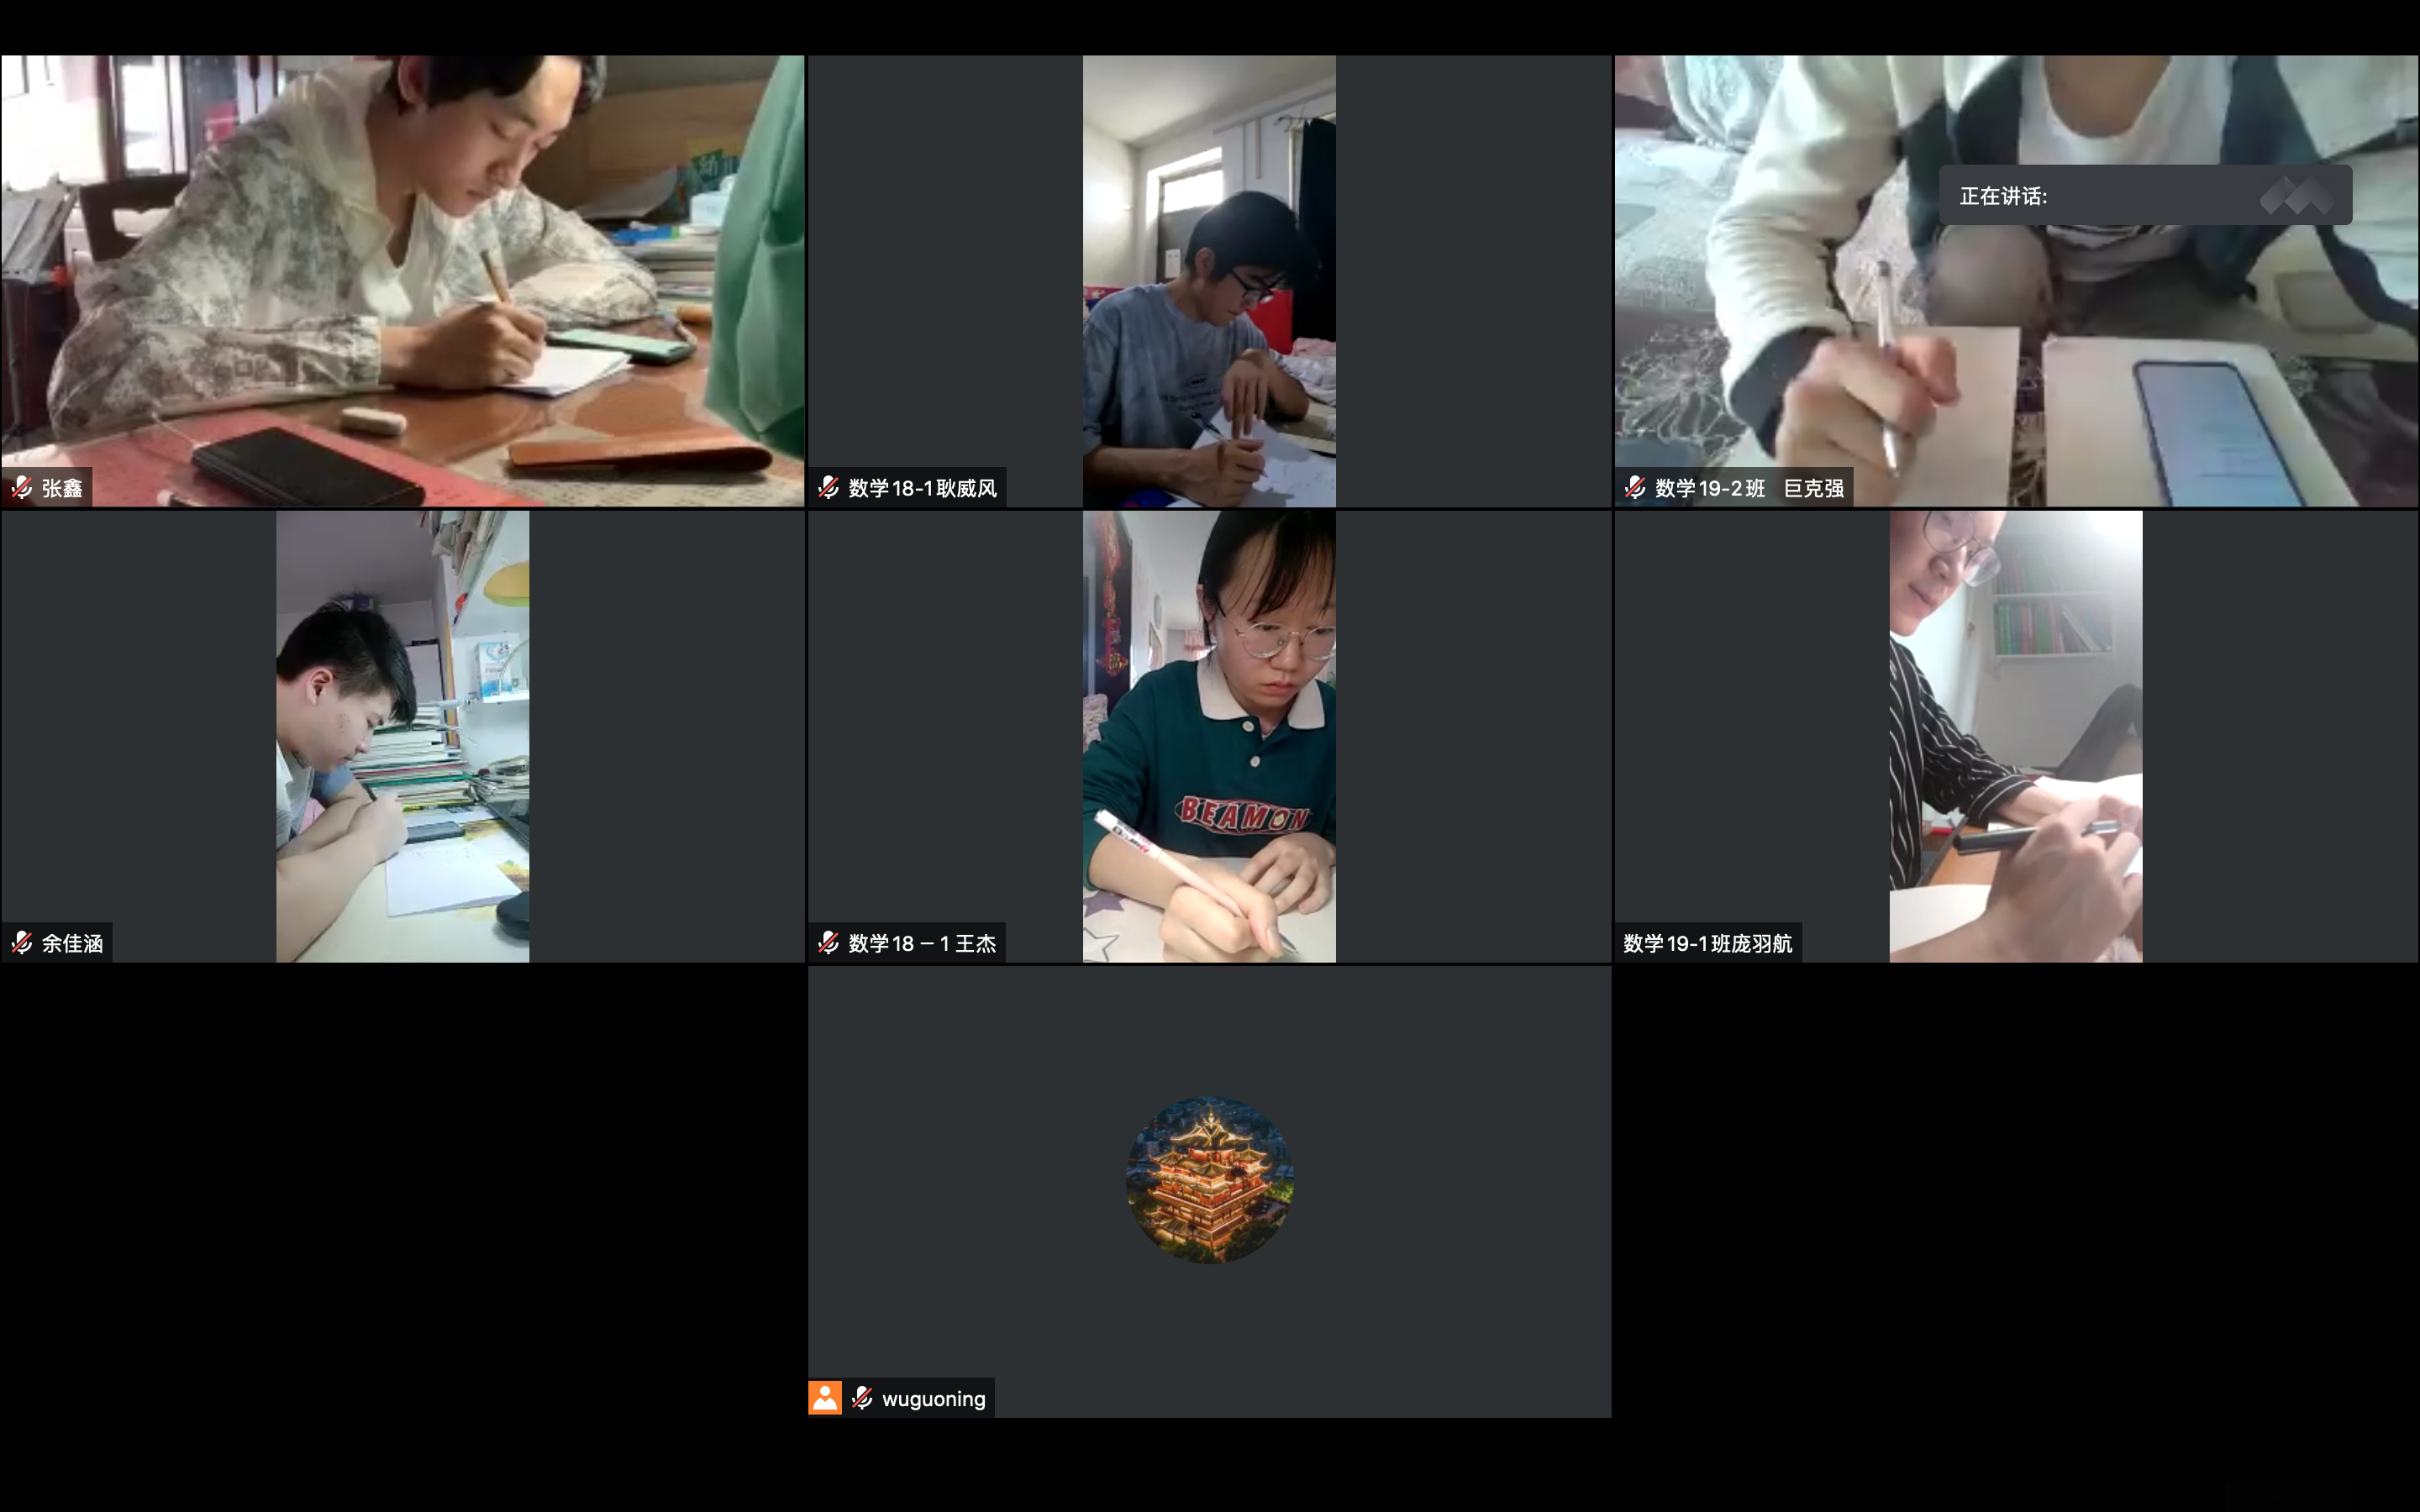 正在讲话:
张鑫
数学18-1耿威风
数学19-2班 巨克强
BEAMON
余佳涵
数学18－1 王杰
数学19-1班庞羽航
wuguoning